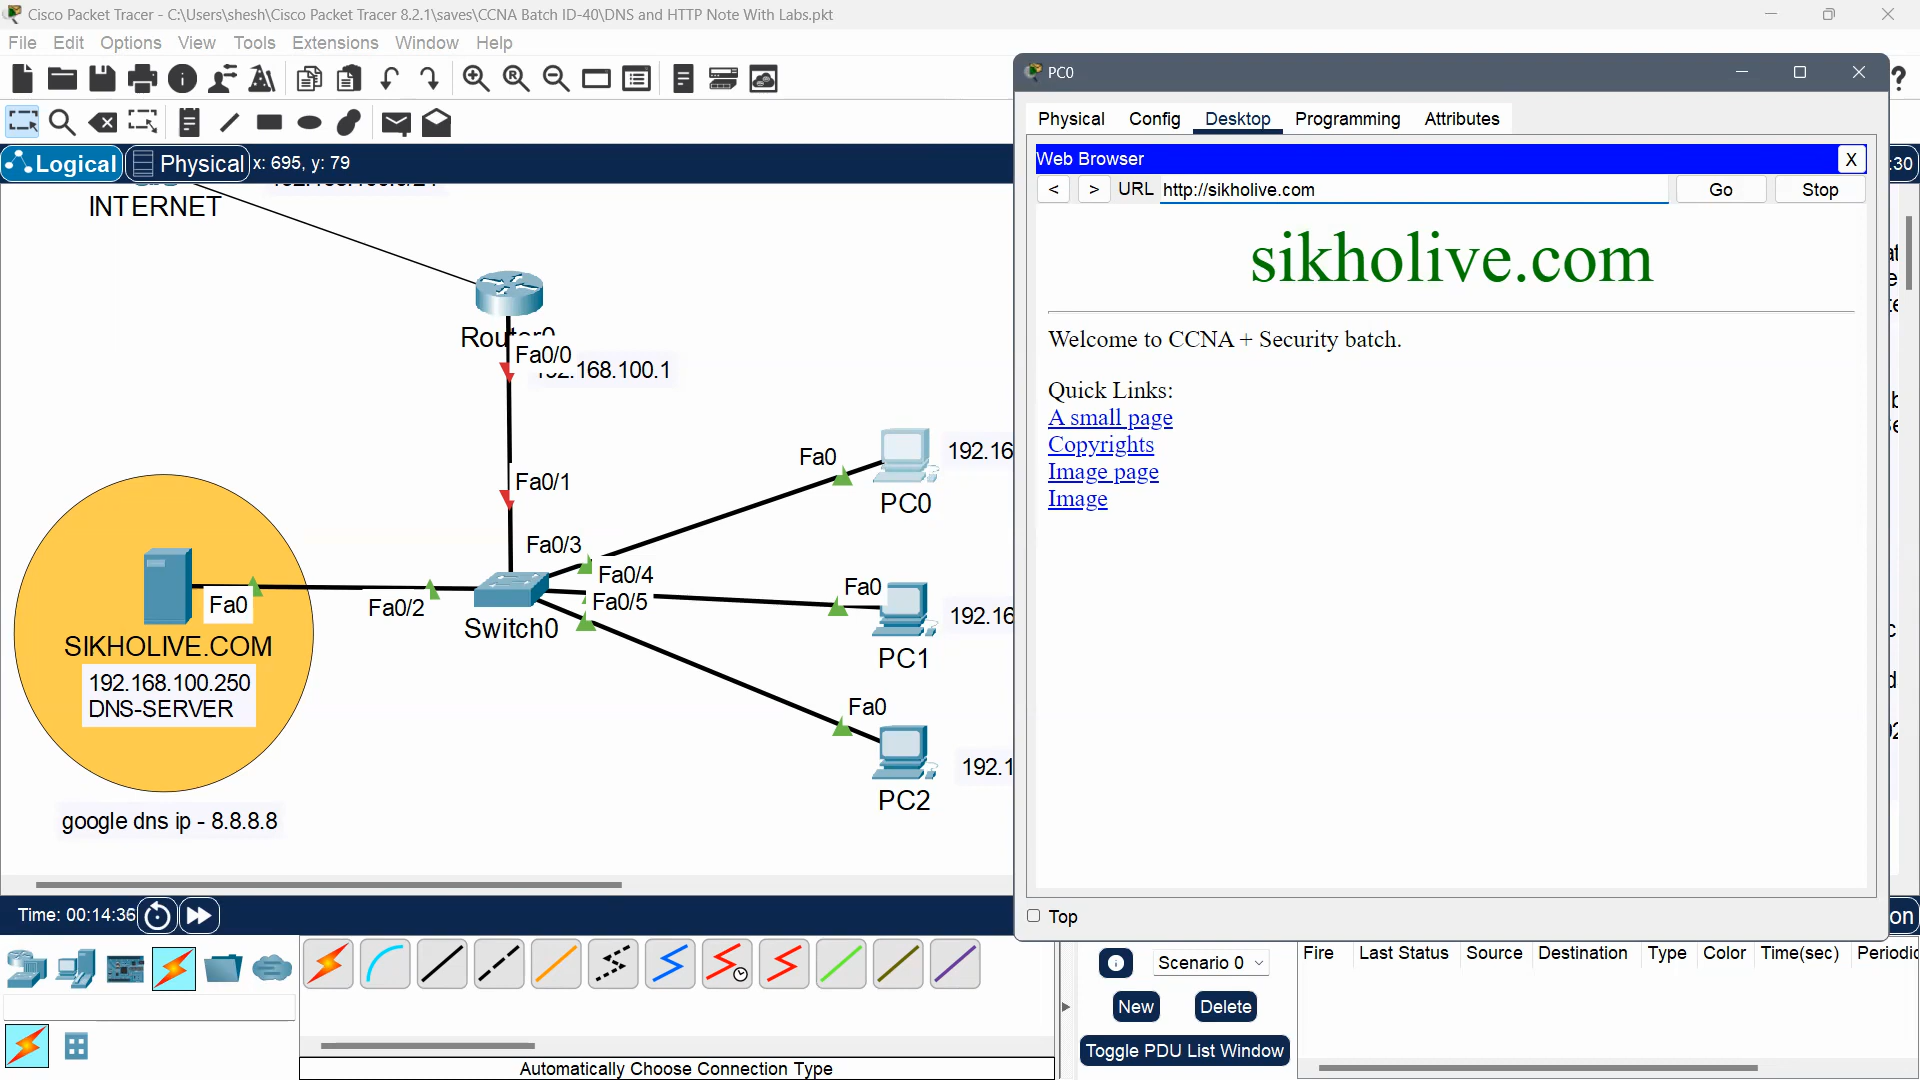 Cisco Packet Tracer - C:\Users\shesh\Cisco Packet Tracer 8.2.1\saves\CCNA Batch ID-40\DNS and HTTP Note With Labs.pkt
File Edit Options View Tools Extensions Window Help
Logical Physical x: 695, y: 79
:30
INTERNET
Router0
Fa0/0
192.168.100.1
Fa0/1
Fa0/3
Fa0/4
Fa0/5
Fa0/2
Switch0
Fa0
SIKHOLIVE.COM
192.168.100.250
DNS-SERVER
google dns ip - 8.8.8.8
Fa0
192.16
PC0
Fa0
192.16
PC1
Fa0
192.1
PC2
PC0
Physical Config Desktop Programming Attributes
Web Browser X
< > URL http://sikholive.com Go Stop
sikholive.com
Welcome to CCNA + Security batch.
Quick Links:
A small page
Copyrights
Image page
Image
Top
Time: 00:14:36
on
Scenario 0
New Delete
Toggle PDU List Window
Fire Last Status Source Destination Type Color Time(sec) Periodic
Automatically Choose Connection Type